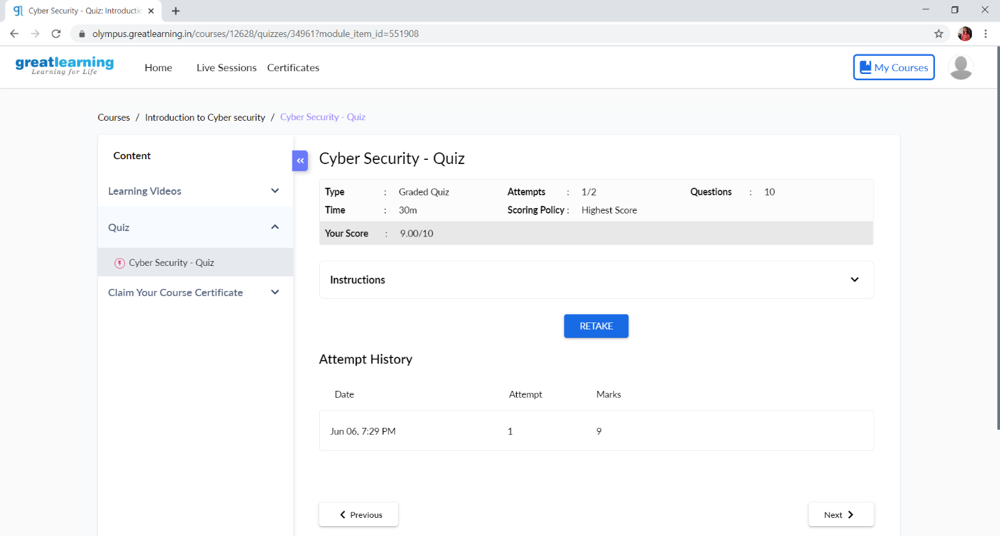 gl Cyber Security - Quiz: Introductio
olympus.greatlearning.in/courses/12628/quizzes/34961?module_item_id=551908
greatlearning
Learning for Life
Home Live Sessions Certificates
My Courses
Courses / Introduction to Cyber security / Cyber Security - Quiz
Content
Learning Videos
Quiz
Cyber Security - Quiz
Claim Your Course Certificate
Cyber Security - Quiz
Type : Graded Quiz Attempts : 1/2 Questions : 10
Time : 30m Scoring Policy : Highest Score
Your Score : 9.00/10
Instructions
RETAKE
Attempt History
Date Attempt Marks
Jun 06, 7:29 PM 1 9
Previous
Next